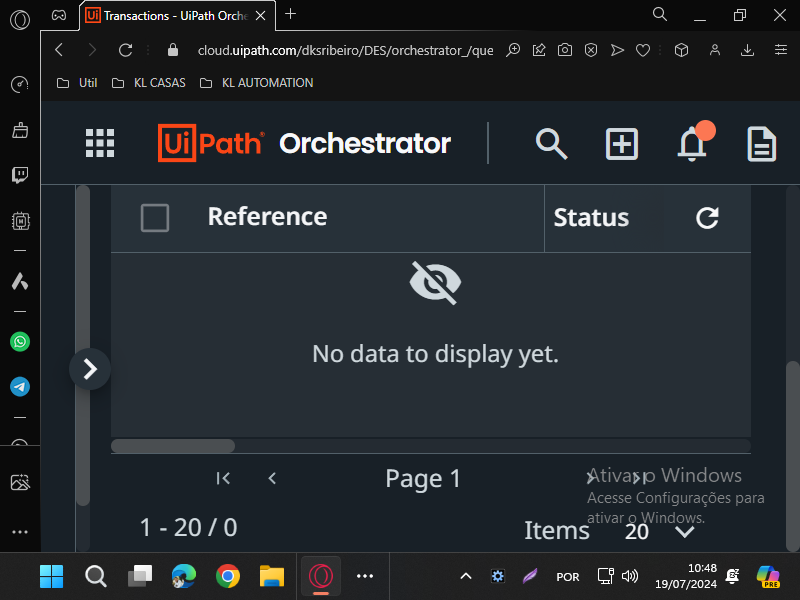 Transactions - UiPath Orche
cloud.uipath.com/dksribeiro/DES/orchestrator_/que
Util
KL CASAS
KL AUTOMATION
UiPath Orchestrator
Reference
Status
No data to display yet.
Page 1
Ativar o Windows
Acesse Configurações para
ativar o Windows.
1 - 20 / 0
Items
20
POR
10:48
19/07/2024
PRE